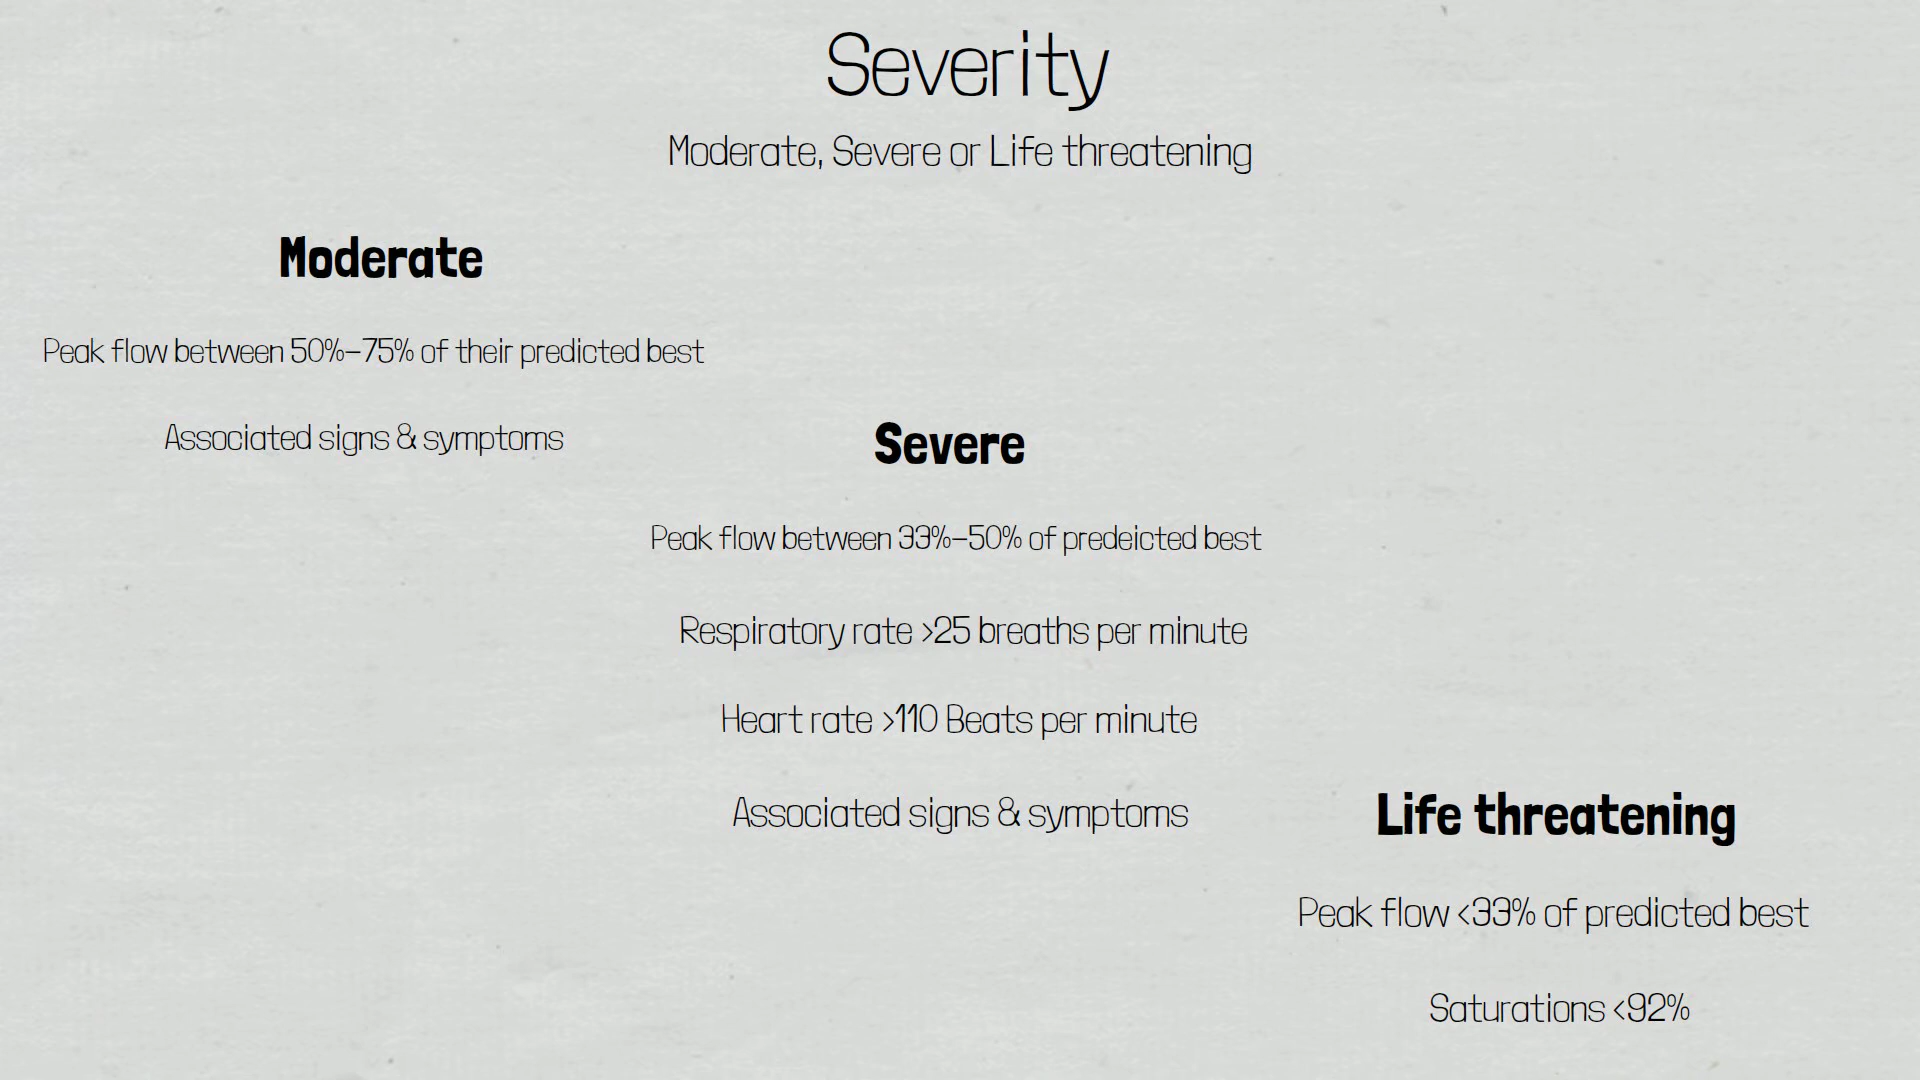 Severity
Moderate, Severe or Life threatening
Moderate
Peak flow between 50%-75% of their predicted best
Associated signs & symptoms
Severe
Peak flow between 33%-50% of predeicted best
Respiratory rate >25 breaths per minute
Heart rate >110 Beats per minute
Associated signs & symptoms
Life threatening
Peak flow <33% of predicted best
Saturations <92%